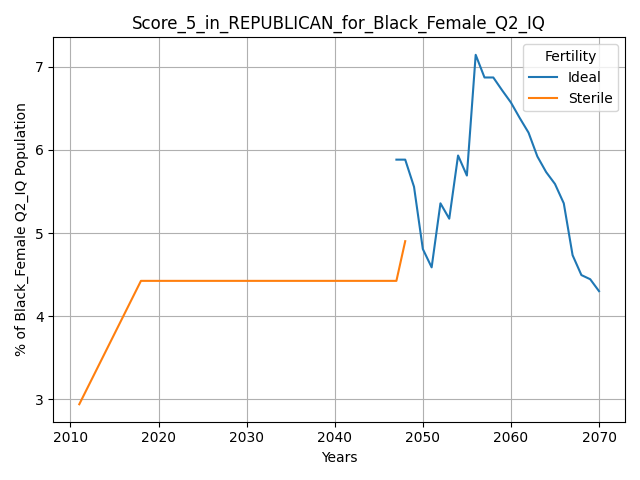 Score_5_in_REPUBLICAN_for_Black_Female_Q2_IQ
Fertility
Ideal
Sterile
% of Black_Female Q2_IQ Population
7
6
5
4
3
2010 2020 2030 2040 2050 2060 2070
Years